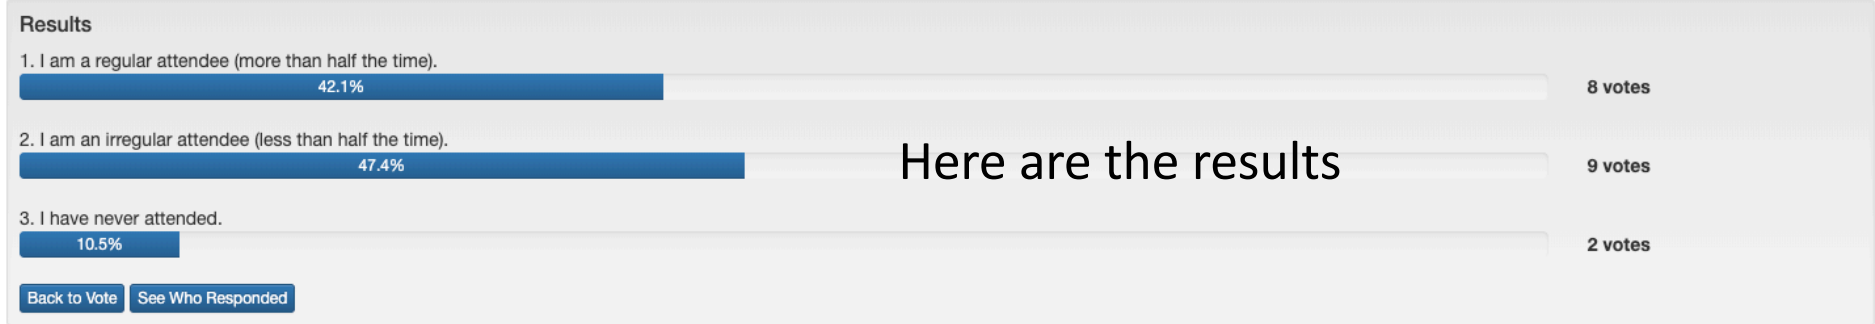 Results
1. I am a regular attendee (more than half the time).
42.1%
8 votes
2. I am an irregular attendee (less than half the time).
47.4%
Here are the results
9 votes
3. I have never attended.
10.5%
2 votes
Back to Vote
See Who Responded